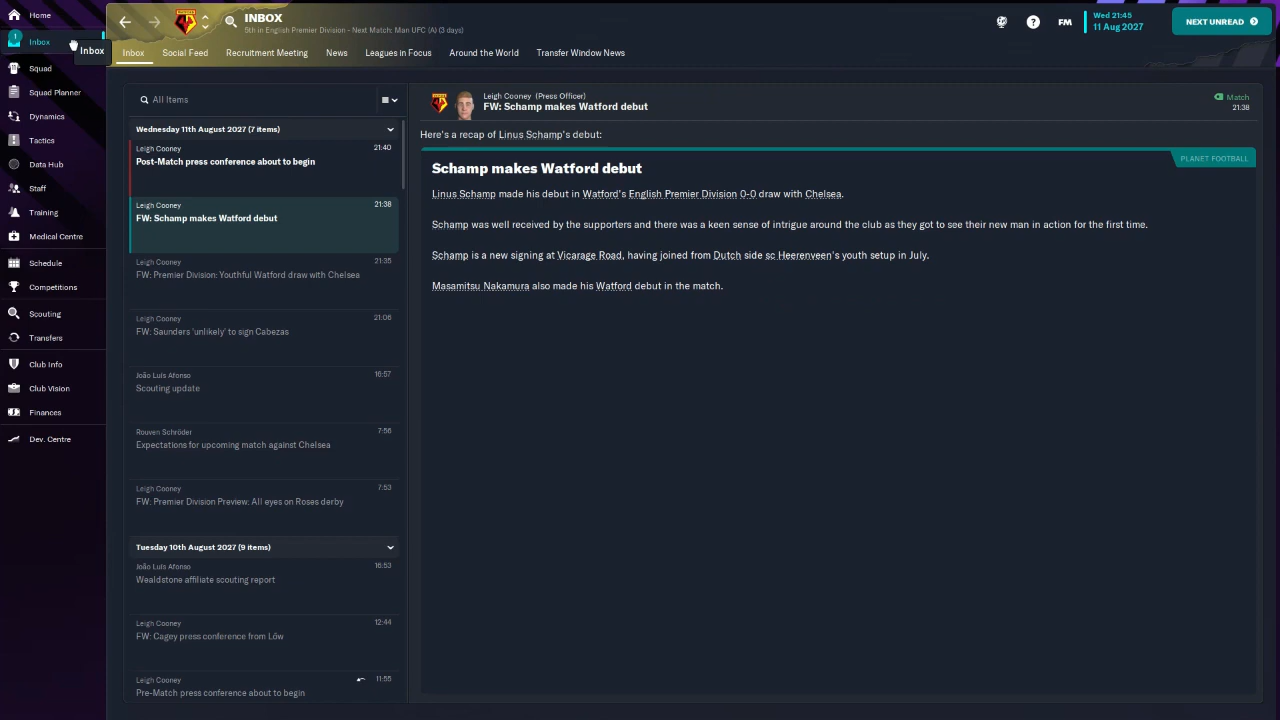 Home
1
Inbox
Inbox
Squad
Squad Planner
Dynamics
Tactics
Data Hub
Staff
Training
Medical Centre
Schedule
Competitions
Scouting
Transfers
Club Info
Club Vision
Finances
Dev. Centre
INBOX
5th in English Premier Division - Next Match: Man UFC (A) (3 days)
FM
Wed 21:45
11 Aug 2027
NEXT UNREAD
Inbox
Social Feed
Recruitment Meeting
News
Leagues in Focus
Around the World
Transfer Window News
All Items
Wednesday 11th August 2027 (7 items)
Leigh Cooney 21:40
Post-Match press conference about to begin
Leigh Cooney 21:38
FW: Schamp makes Watford debut
Leigh Cooney 21:35
FW: Premier Division: Youthful Watford draw with Chelsea
Leigh Cooney 21:06
FW: Saunders 'unlikely' to sign Cabezas
João Luís Afonso 16:57
Scouting update
Rouven Schröder 7:56
Expectations for upcoming match against Chelsea
Leigh Cooney 7:53
FW: Premier Division Preview: All eyes on Roses derby
Tuesday 10th August 2027 (9 items)
João Luís Afonso 16:53
Wealdstone affiliate scouting report
Leigh Cooney 12:44
FW: Cagey press conference from Löw
Leigh Cooney 11:55
Pre-Match press conference about to begin
Leigh Cooney (Press Officer)
FW: Schamp makes Watford debut
Match
21:38
Here's a recap of Linus Schamp's debut:
PLANET FOOTBALL
Schamp makes Watford debut
Linus Schamp made his debut in Watford's English Premier Division 0-0 draw with Chelsea.
Schamp was well received by the supporters and there was a keen sense of intrigue around the club as they got to see their new man in action for the first time.
Schamp is a new signing at Vicarage Road, having joined from Dutch side sc Heerenveen's youth setup in July.
Masamitsu Nakamura also made his Watford debut in the match.